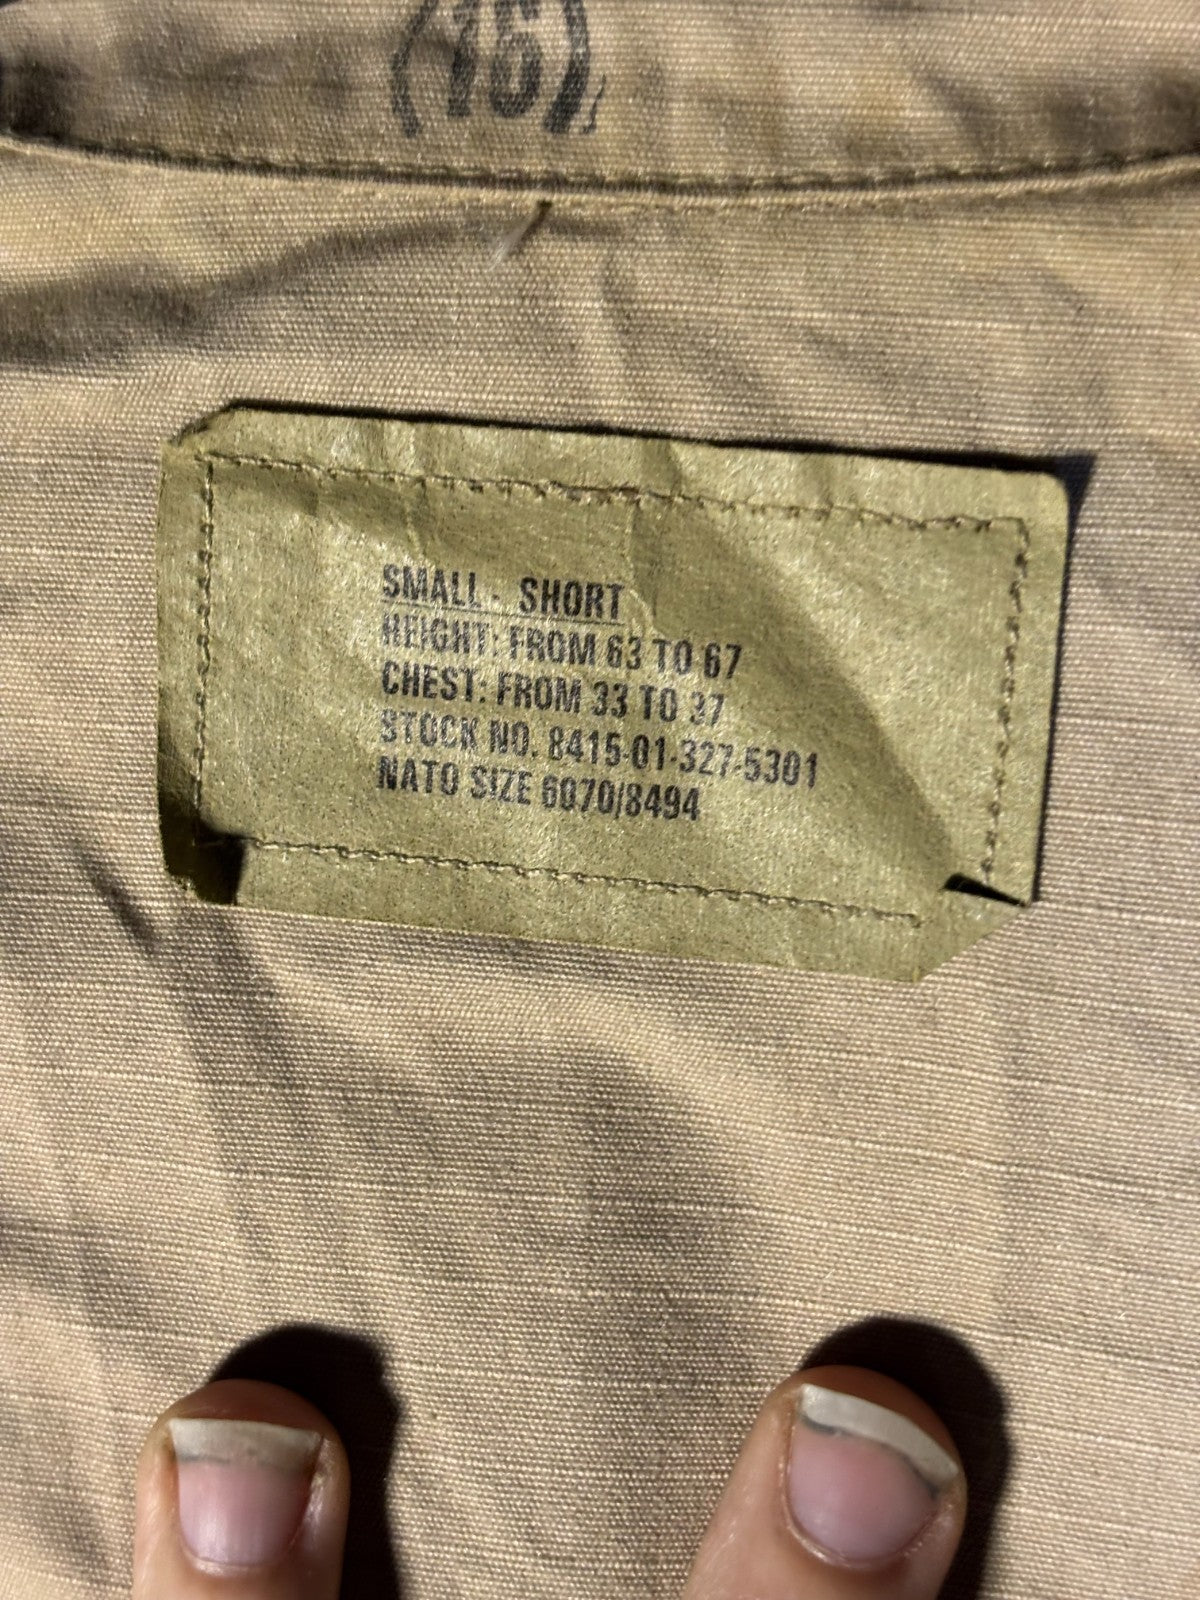 (16)
SMALL - SHORT
HEIGHT: FROM 63 TO 67
CHEST: FROM 33 TO 37
STOCK NO. 8415-01-327-5301
NATO SIZE 6070/8494